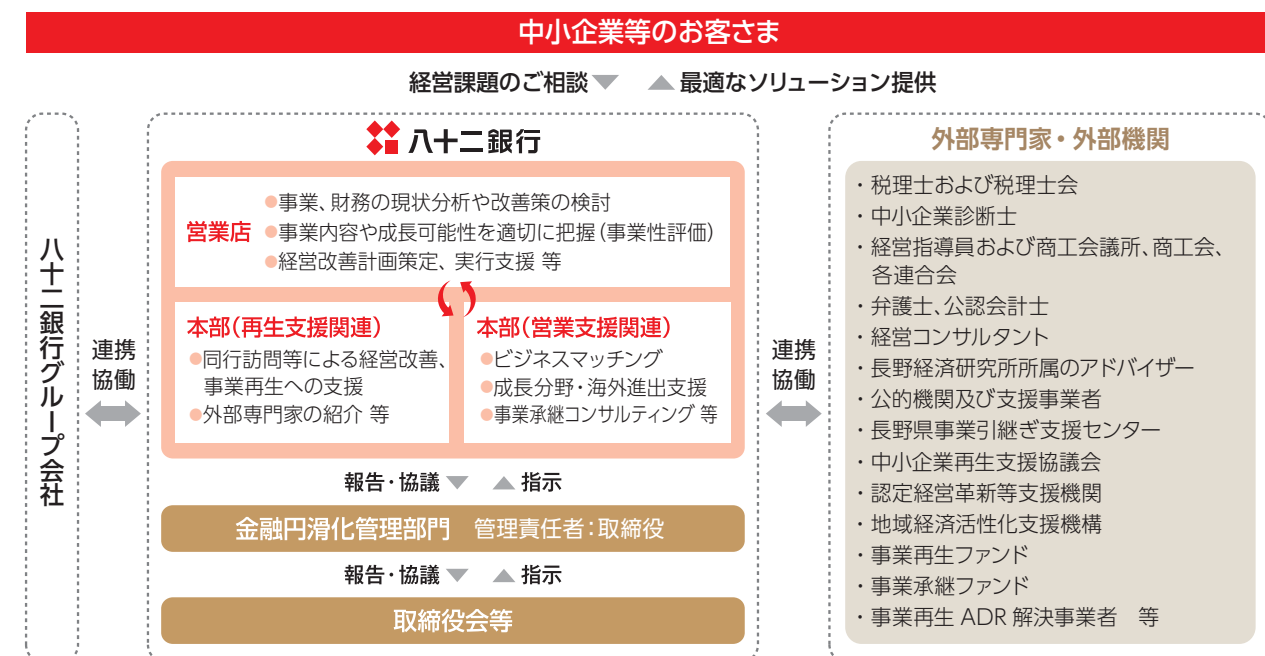 中小企業等のお客さま
経営課題のご相談▼ ▲最適なソリューション提供
八十二銀行グループ会社
連携
協働
八十二銀行
営業店
●事業、財務の現状分析や改善策の検討
●事業内容や成長可能性を適切に把握(事業性評価)
●経営改善計画策定、実行支援 等
本部(再生支援関連)
●同行訪問等による経営改善、
事業再生への支援
●外部専門家の紹介 等
本部(営業支援関連)
●ビジネスマッチング
●成長分野・海外進出支援
●事業承継コンサルティング 等
報告・協議▼ ▲指示
金融円滑化管理部門 管理責任者:取締役
報告・協議▼ ▲指示
取締役会等
連携
協働
外部専門家・外部機関
・税理士および税理士会
・中小企業診断士
・経営指導員および商工会議所、商工会、
各連合会
・弁護士、公認会計士
・経営コンサルタント
・長野経済研究所所属のアドバイザー
・公的機関及び支援事業者
・長野県事業引継ぎ支援センター
・中小企業再生支援協議会
・認定経営革新等支援機関
・地域経済活性化支援機構
・事業再生ファンド
・事業承継ファンド
・事業再生 ADR 解決事業者 等